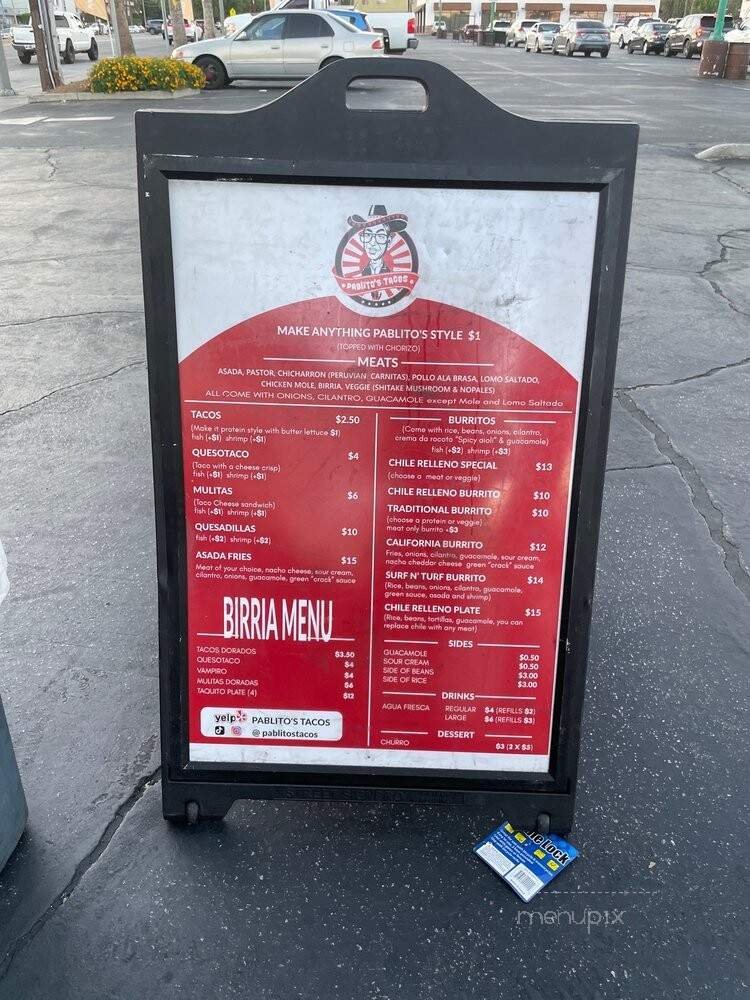 PABLITO'S TACOS
MAKE ANYTHING PABLITO'S STYLE $1
(TOPPED WITH CHORIZO)
MEATS
ASADA, PASTOR, CHICHARRON (PERUVIAN CARNITAS), POLLO ALA BRASA, LOMO SALTADO,
CHICKEN MOLE, BIRRIA, VEGGIE (SHITAKE MUSHROOM & NOPALES)
ALL COME WITH ONIONS, CILANTRO, GUACAMOLE except Mole and Lomo Saltado
TACOS $2.50
(Make it protein style with butter lettuce $1)
fish (+$1) shrimp (+$1)
QUESOTACO $4
(Taco with a cheese crisp)
fish (+$1) shrimp (+$1)
MULITAS $6
(Taco Cheese sandwich)
fish (+$1) shrimp (+$1)
QUESADILLAS $10
fish (+$2) shrimp (+$2)
ASADA FRIES $15
Meat of your choice, nacho cheese, sour cream,
cilantro, onions, guacamole, green "crack" sauce
BIRRIA MENU
TACOS DORADOS $3.50
QUESOTACO $4
VAMPIRO $4
MULITAS DORADAS $6
TAQUITO PLATE (4) $12
yelp PABLITO'S TACOS
@ pablitostacos
BURRITOS
(Come with rice, beans, onions, cilantro,
crema da rocoto "Spicy aioli" & guacamole)
fish (+$2) shrimp (+$3)
CHILE RELLENO SPECIAL $13
(choose a meat or veggie)
CHILE RELLENO BURRITO $10
TRADITIONAL BURRITO $10
(choose a protein or veggie)
meat only burrito +$3
CALIFORNIA BURRITO $12
Fries, onions, cilantro, guacamole, sour cream,
nacho cheddar cheese green "crack" sauce
SURF N' TURF BURRITO $14
(Rice, beans, onions, cilantro, guacamole,
green sauce, asada and shrimp)
CHILE RELLENO PLATE $15
(Rice, beans, tortillas, guacamole, you can
replace chile with any meat)
SIDES
GUACAMOLE $0.50
SOUR CREAM $0.50
SIDE OF BEANS $3.00
SIDE OF RICE $3.00
DRINKS
AGUA FRESCA REGULAR $4 (REFILLS $2)
LARGE $6 (REFILLS $3)
DESSERT
CHURRO $3 (2 X $5)
Lock
menupix